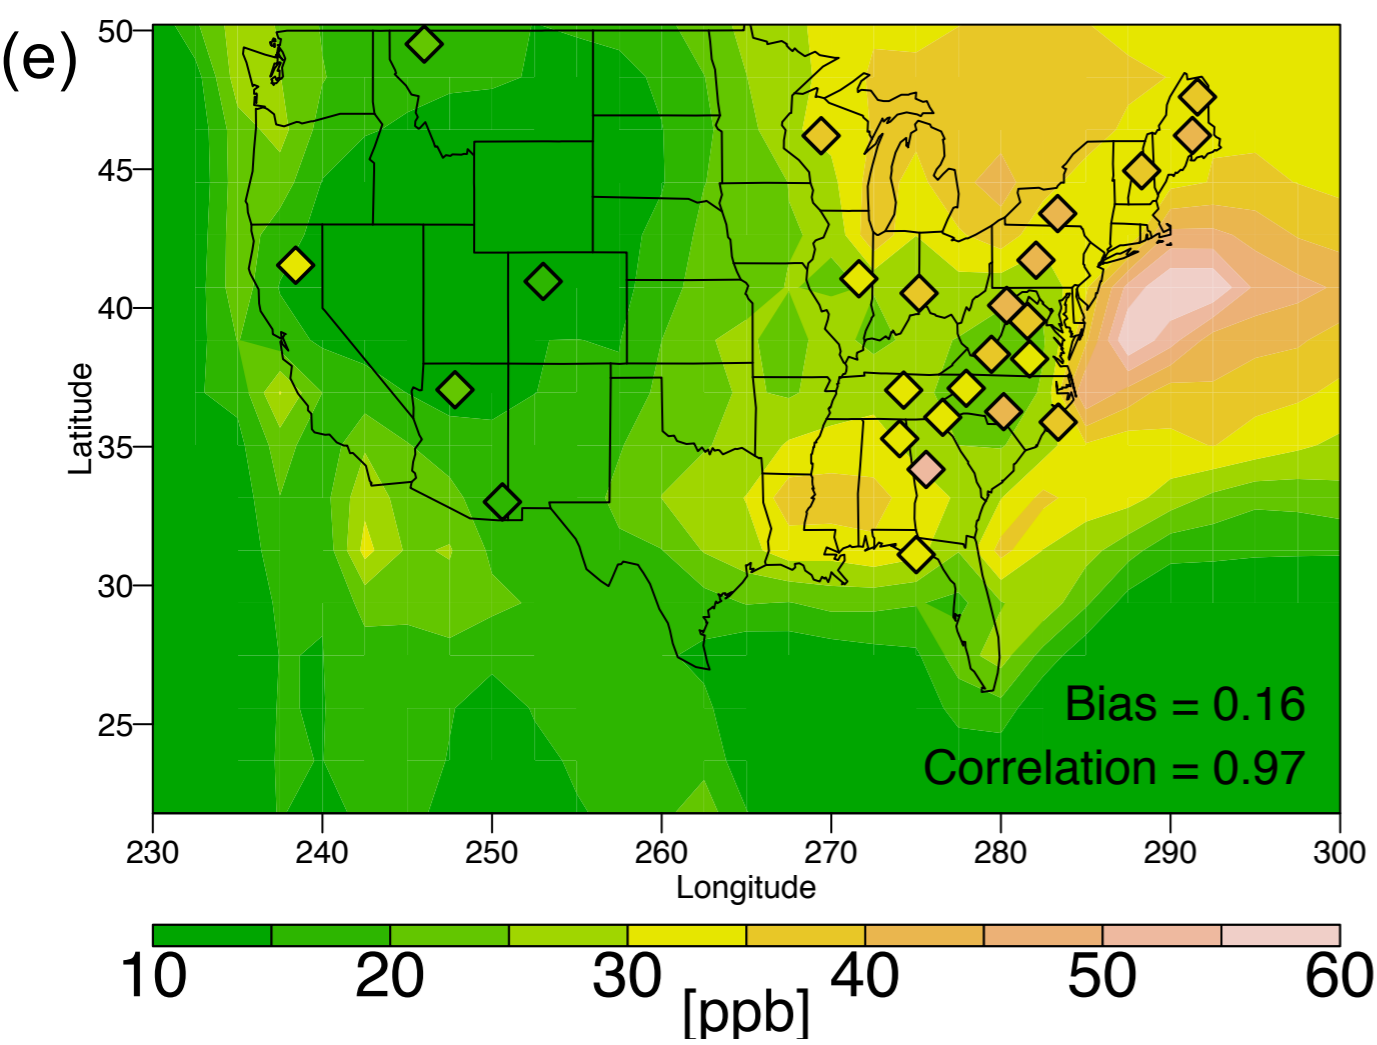 (e)
50
45
40
35
30
25
Latitude
Bias = 0.16
Correlation = 0.97
230 240 250 260 270 280 290 300
Longitude
10 20 30 40 50 60
[ppb]